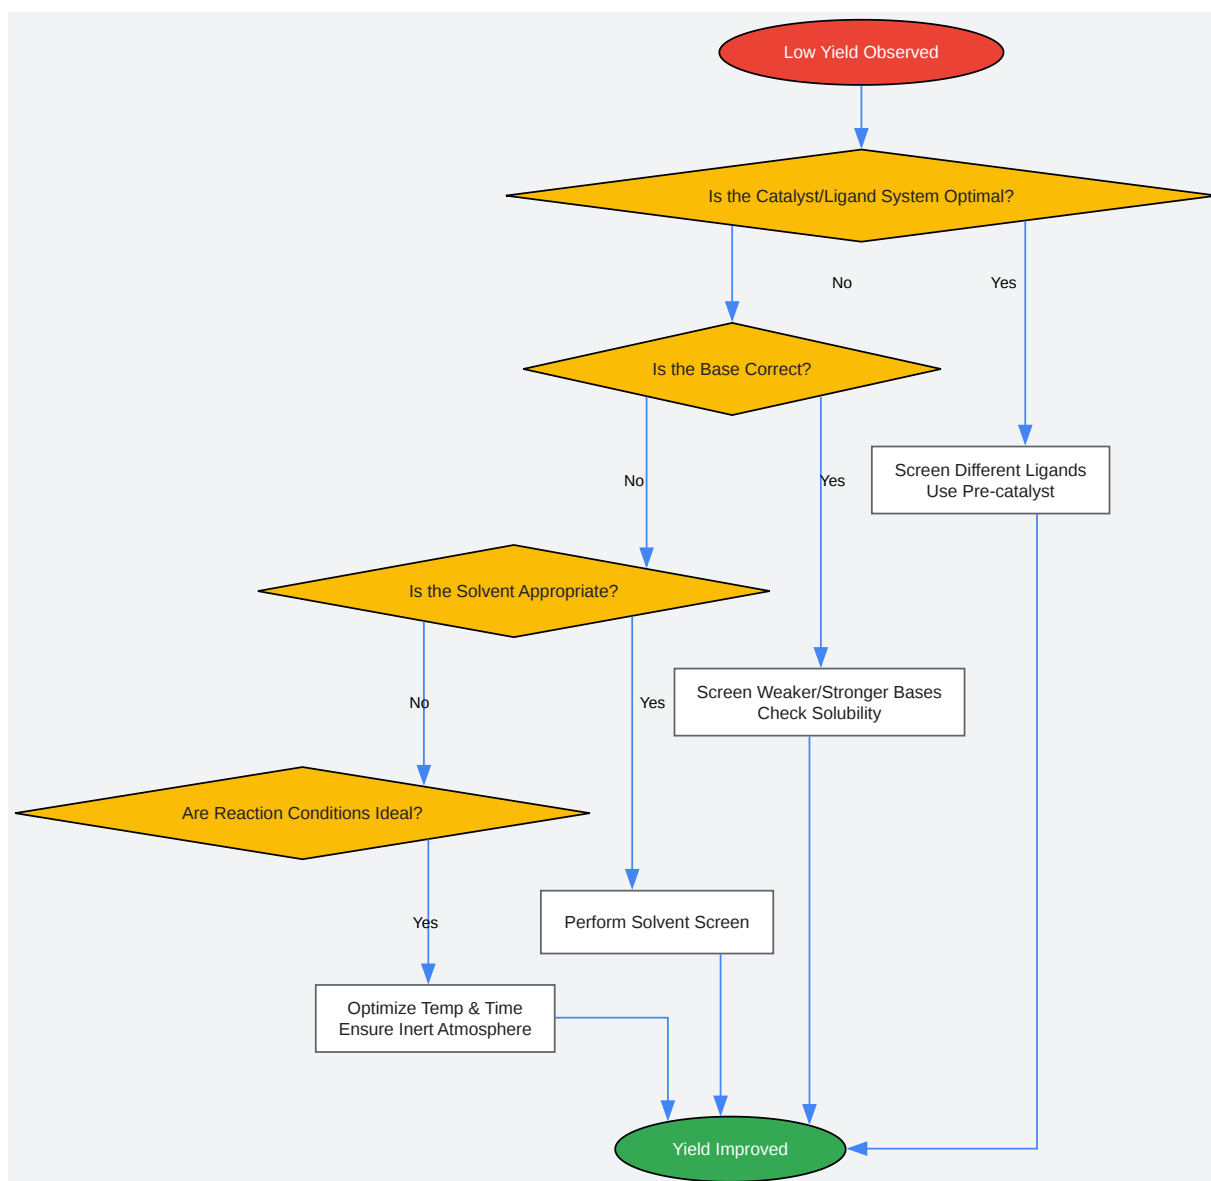 Low Yield Observed
Is the Catalyst/Ligand System Optimal?
No
Yes
Is the Base Correct?
Screen Different Ligands
Use Pre-catalyst
No
Yes
Is the Solvent Appropriate?
Screen Weaker/Stronger Bases
Check Solubility
No
Yes
Are Reaction Conditions Ideal?
Yes
Perform Solvent Screen
Optimize Temp & Time
Ensure Inert Atmosphere
Yield Improved